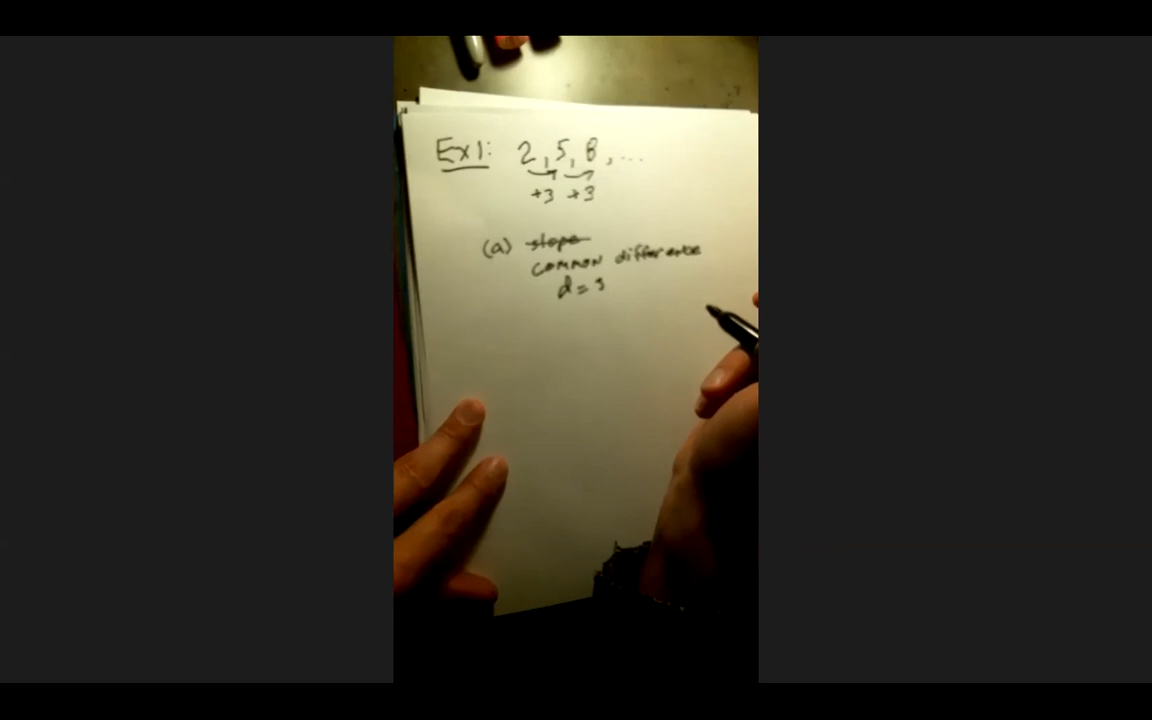 Ex1: 2, 5, 8, ...
+3 +3
(a) slope
common difference
d = 3